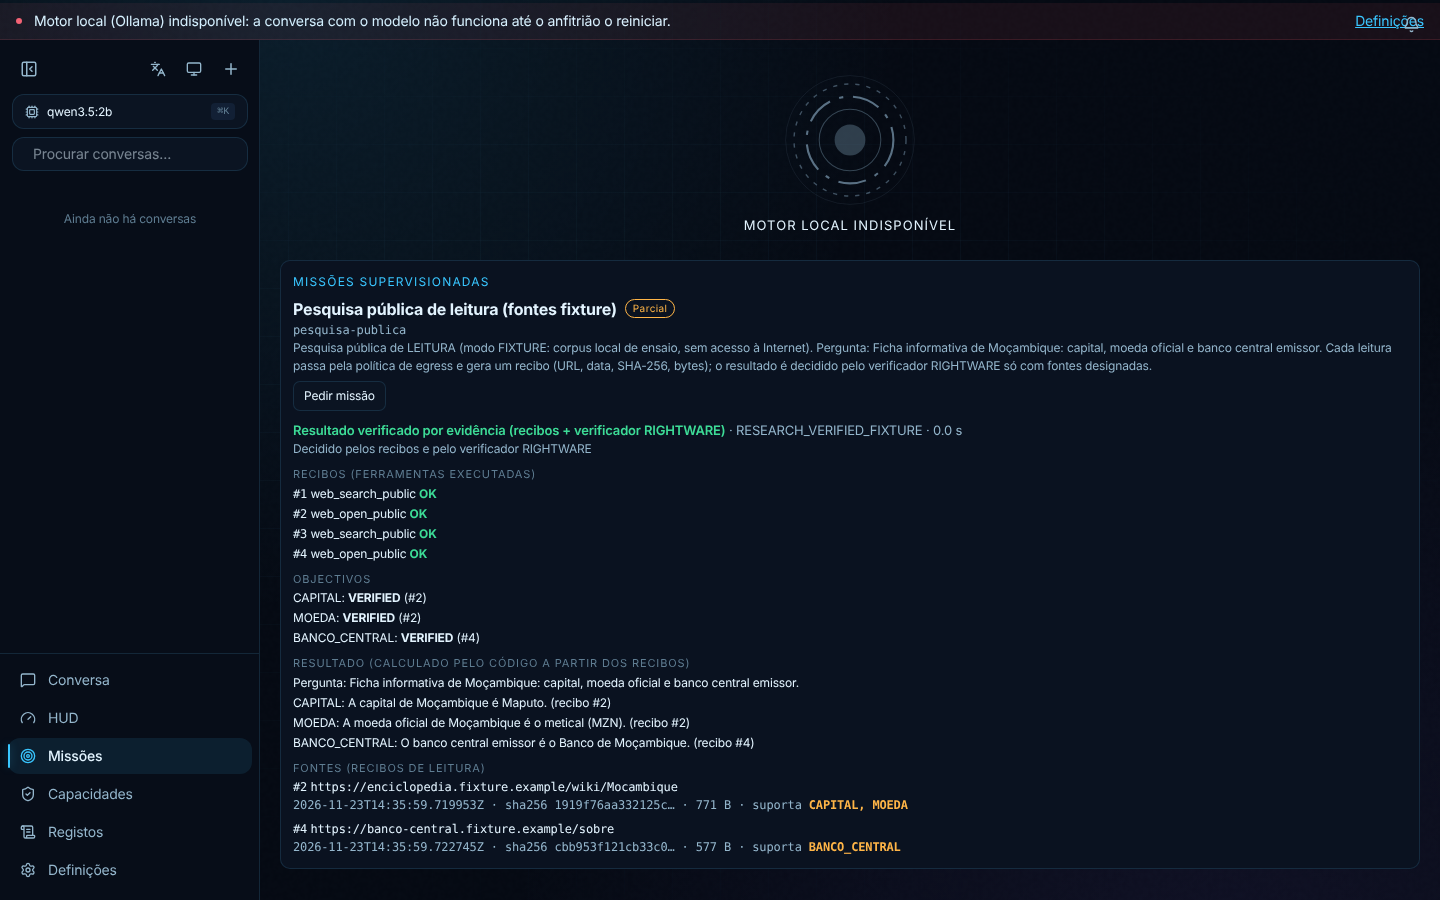 Motor local (Ollama) indisponível: a conversa com o modelo não funciona até o anfitrião o reiniciar.
Definições
qwen3.5:2b
⌘K
Procurar conversas...
Ainda não há conversas
Conversa
HUD
Missões
Capacidades
Registos
Definições
MOTOR LOCAL INDISPONÍVEL
MISSÕES SUPERVISIONADAS
Pesquisa pública de leitura (fontes fixture) Parcial
pesquisa-publica
Pesquisa pública de LEITURA (modo FIXTURE: corpus local de ensaio, sem acesso à Internet). Pergunta: Ficha informativa de Moçambique: capital, moeda oficial e banco central emissor. Cada leitura
passa pela política de egress e gera um recibo (URL, data, SHA-256, bytes); o resultado é decidido pelo verificador RIGHTWARE só com fontes designadas.
Pedir missão
Resultado verificado por evidência (recibos + verificador RIGHTWARE) · RESEARCH_VERIFIED_FIXTURE · 0.0 s
Decidido pelos recibos e pelo verificador RIGHTWARE
RECIBOS (FERRAMENTAS EXECUTADAS)
#1 web_search_public OK
#2 web_open_public OK
#3 web_search_public OK
#4 web_open_public OK
OBJECTIVOS
CAPITAL: VERIFIED (#2)
MOEDA: VERIFIED (#2)
BANCO_CENTRAL: VERIFIED (#4)
RESULTADO (CALCULADO PELO CÓDIGO A PARTIR DOS RECIBOS)
Pergunta: Ficha informativa de Moçambique: capital, moeda oficial e banco central emissor.
CAPITAL: A capital de Moçambique é Maputo. (recibo #2)
MOEDA: A moeda oficial de Moçambique é o metical (MZN). (recibo #2)
BANCO_CENTRAL: O banco central emissor é o Banco de Moçambique. (recibo #4)
FONTES (RECIBOS DE LEITURA)
#2 https://enciclopedia.fixture.example/wiki/Mocambique
2026-11-23T14:35:59.719953Z · sha256 1919f76aa332125c… · 771 B · suporta CAPITAL, MOEDA
#4 https://banco-central.fixture.example/sobre
2026-11-23T14:35:59.722745Z · sha256 cbb953f121cb33c0… · 577 B · suporta BANCO_CENTRAL